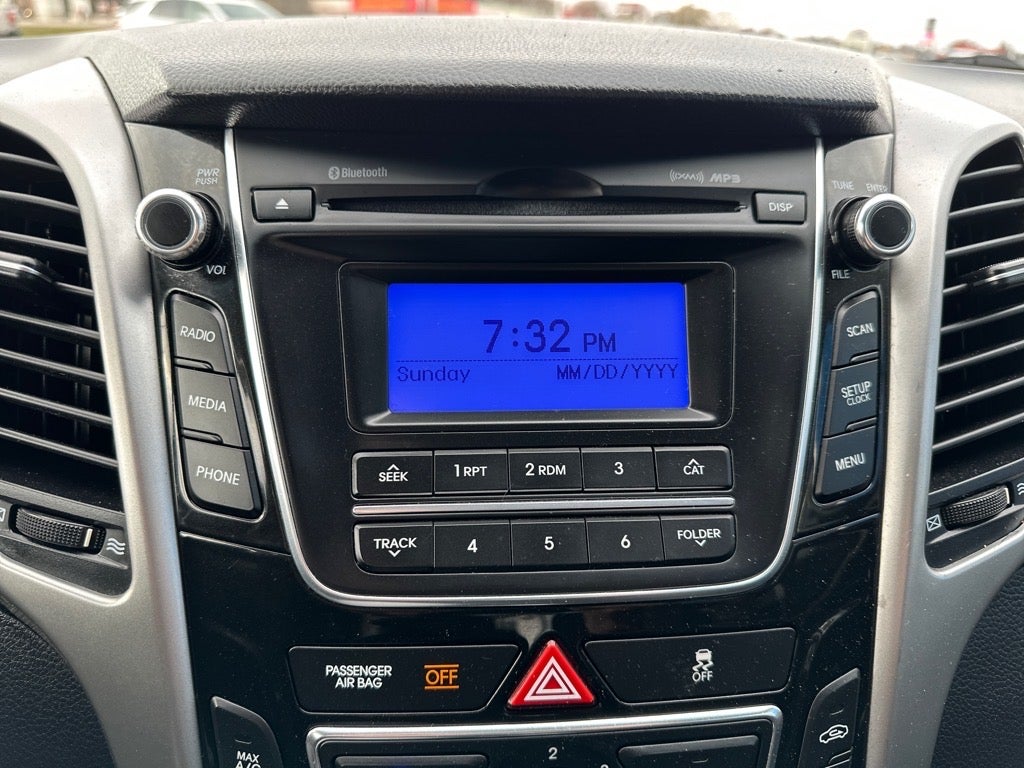 Bluetooth
((XM)) MP3
PWR
PUSH
VOL
DISP
TUNE ENTER
FILE
RADIO
MEDIA
PHONE
7:32 PM
Sunday MM/DD/YYYY
SCAN
SETUP
CLOCK
MENU
SEEK
1 RPT
2 RDM
3
CAT
TRACK
4
5
6
FOLDER
PASSENGER
AIR BAG
OFF
OFF
MAX
A/C
2